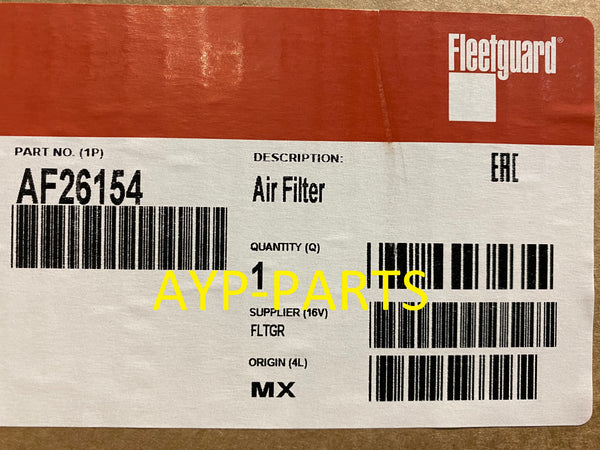 Fleetguard®
PART NO. (1P)
AF26154
DESCRIPTION:
Air Filter
EAC
QUANTITY (Q)
1
AYP-PARTS
SUPPLIER (16V)
FLTGR
ORIGIN (4L)
MX